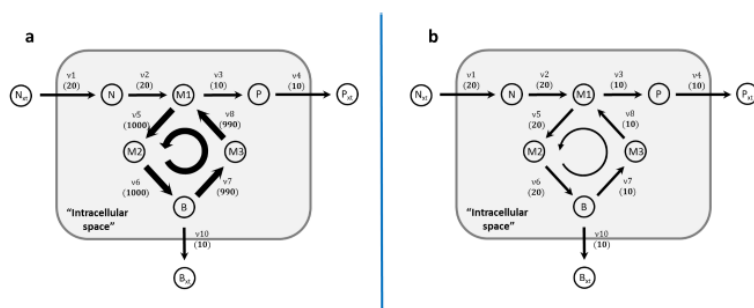 a
v1
(20)
v2
(20)
v3
(10)
v4
(10)
N_xt
N
M1
P
P_xt
v5
(1000)
v8
(990)
M2
M3
v6
(1000)
v7
(990)
B
"Intracellular
space"
v10
(10)
B_xt
b
v1
(20)
v2
(20)
v3
(10)
v4
(10)
N_xt
N
M1
P
P_xt
v5
(20)
v8
(10)
M2
M3
v6
(20)
v7
(10)
B
"Intracellular
space"
v10
(10)
B_xt